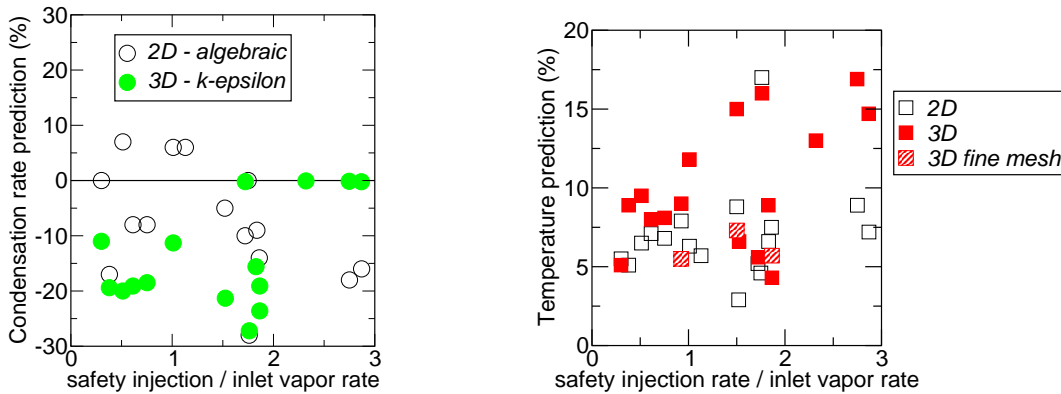 Condensation rate prediction (%)
30
20
10
0
-10
-20
-30
2D - algebraic
3D - k-epsilon
0 1 2 3
safety injection / inlet vapor rate
Temperature prediction (%)
20
15
10
5
0
0 1 2 3
safety injection rate / inlet vapor rate
2D
3D
3D fine mesh